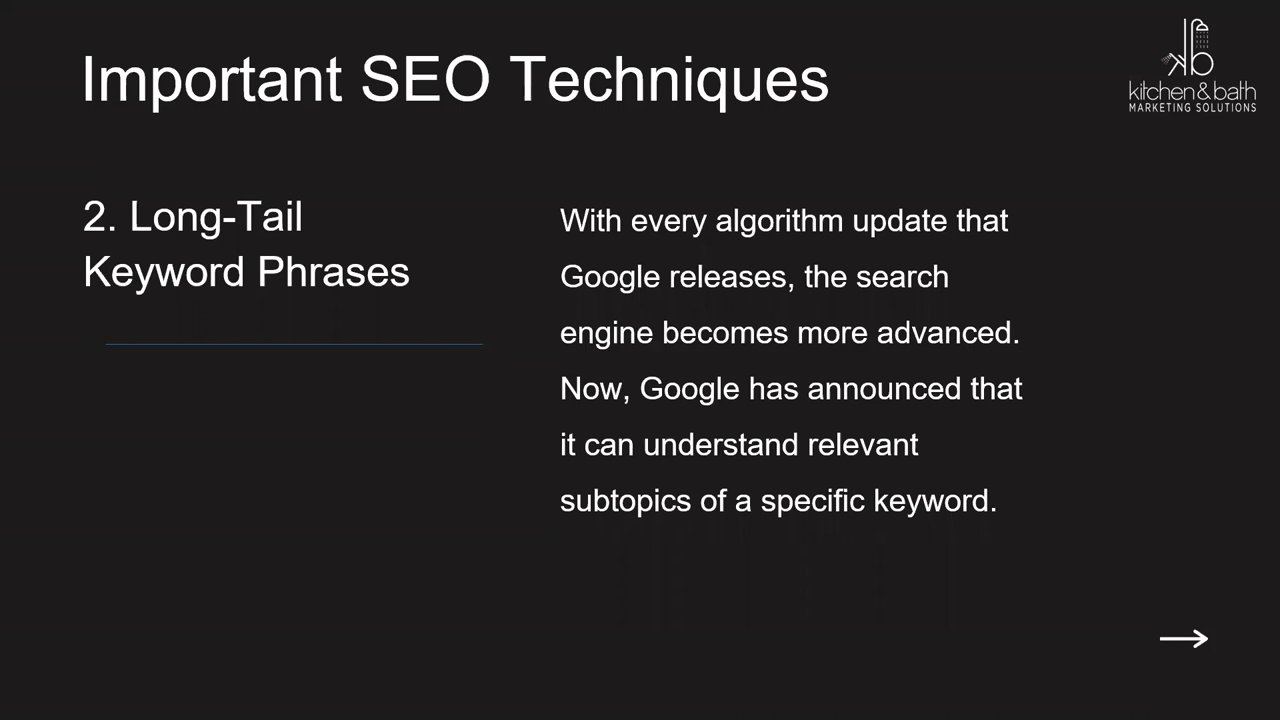 Important SEO Techniques
kitchen & bath
MARKETING SOLUTIONS
2. Long-Tail
Keyword Phrases
With every algorithm update that
Google releases, the search
engine becomes more advanced.
Now, Google has announced that
it can understand relevant
subtopics of a specific keyword.